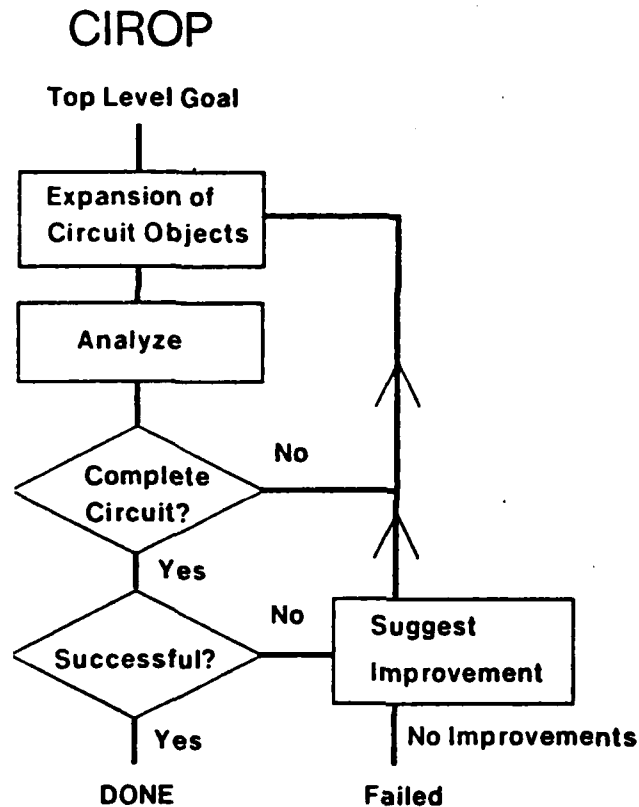 CIROP
Top Level Goal
Expansion of
Circuit Objects
Analyze
No
Complete
Circuit?
Yes
No
Successful?
Suggest
Improvement
Yes
No Improvements
DONE
Failed